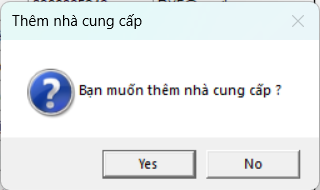 Thêm nhà cung cấp
Bạn muốn thêm nhà cung cấp ?
Yes
No